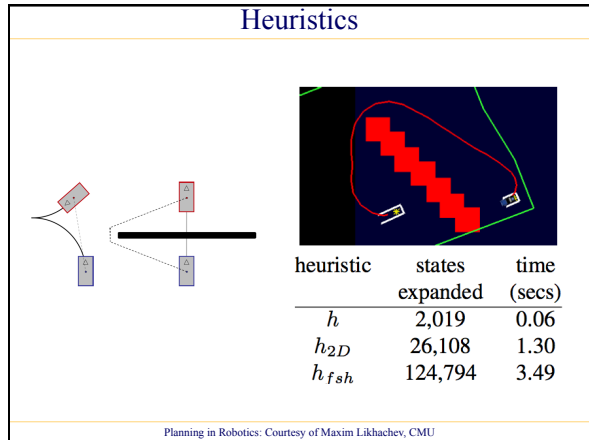 Heuristics
heuristic states time
expanded (secs)
h 2,019 0.06
h2D 26,108 1.30
hfsh 124,794 3.49
Planning in Robotics: Courtesy of Maxim Likhachev, CMU